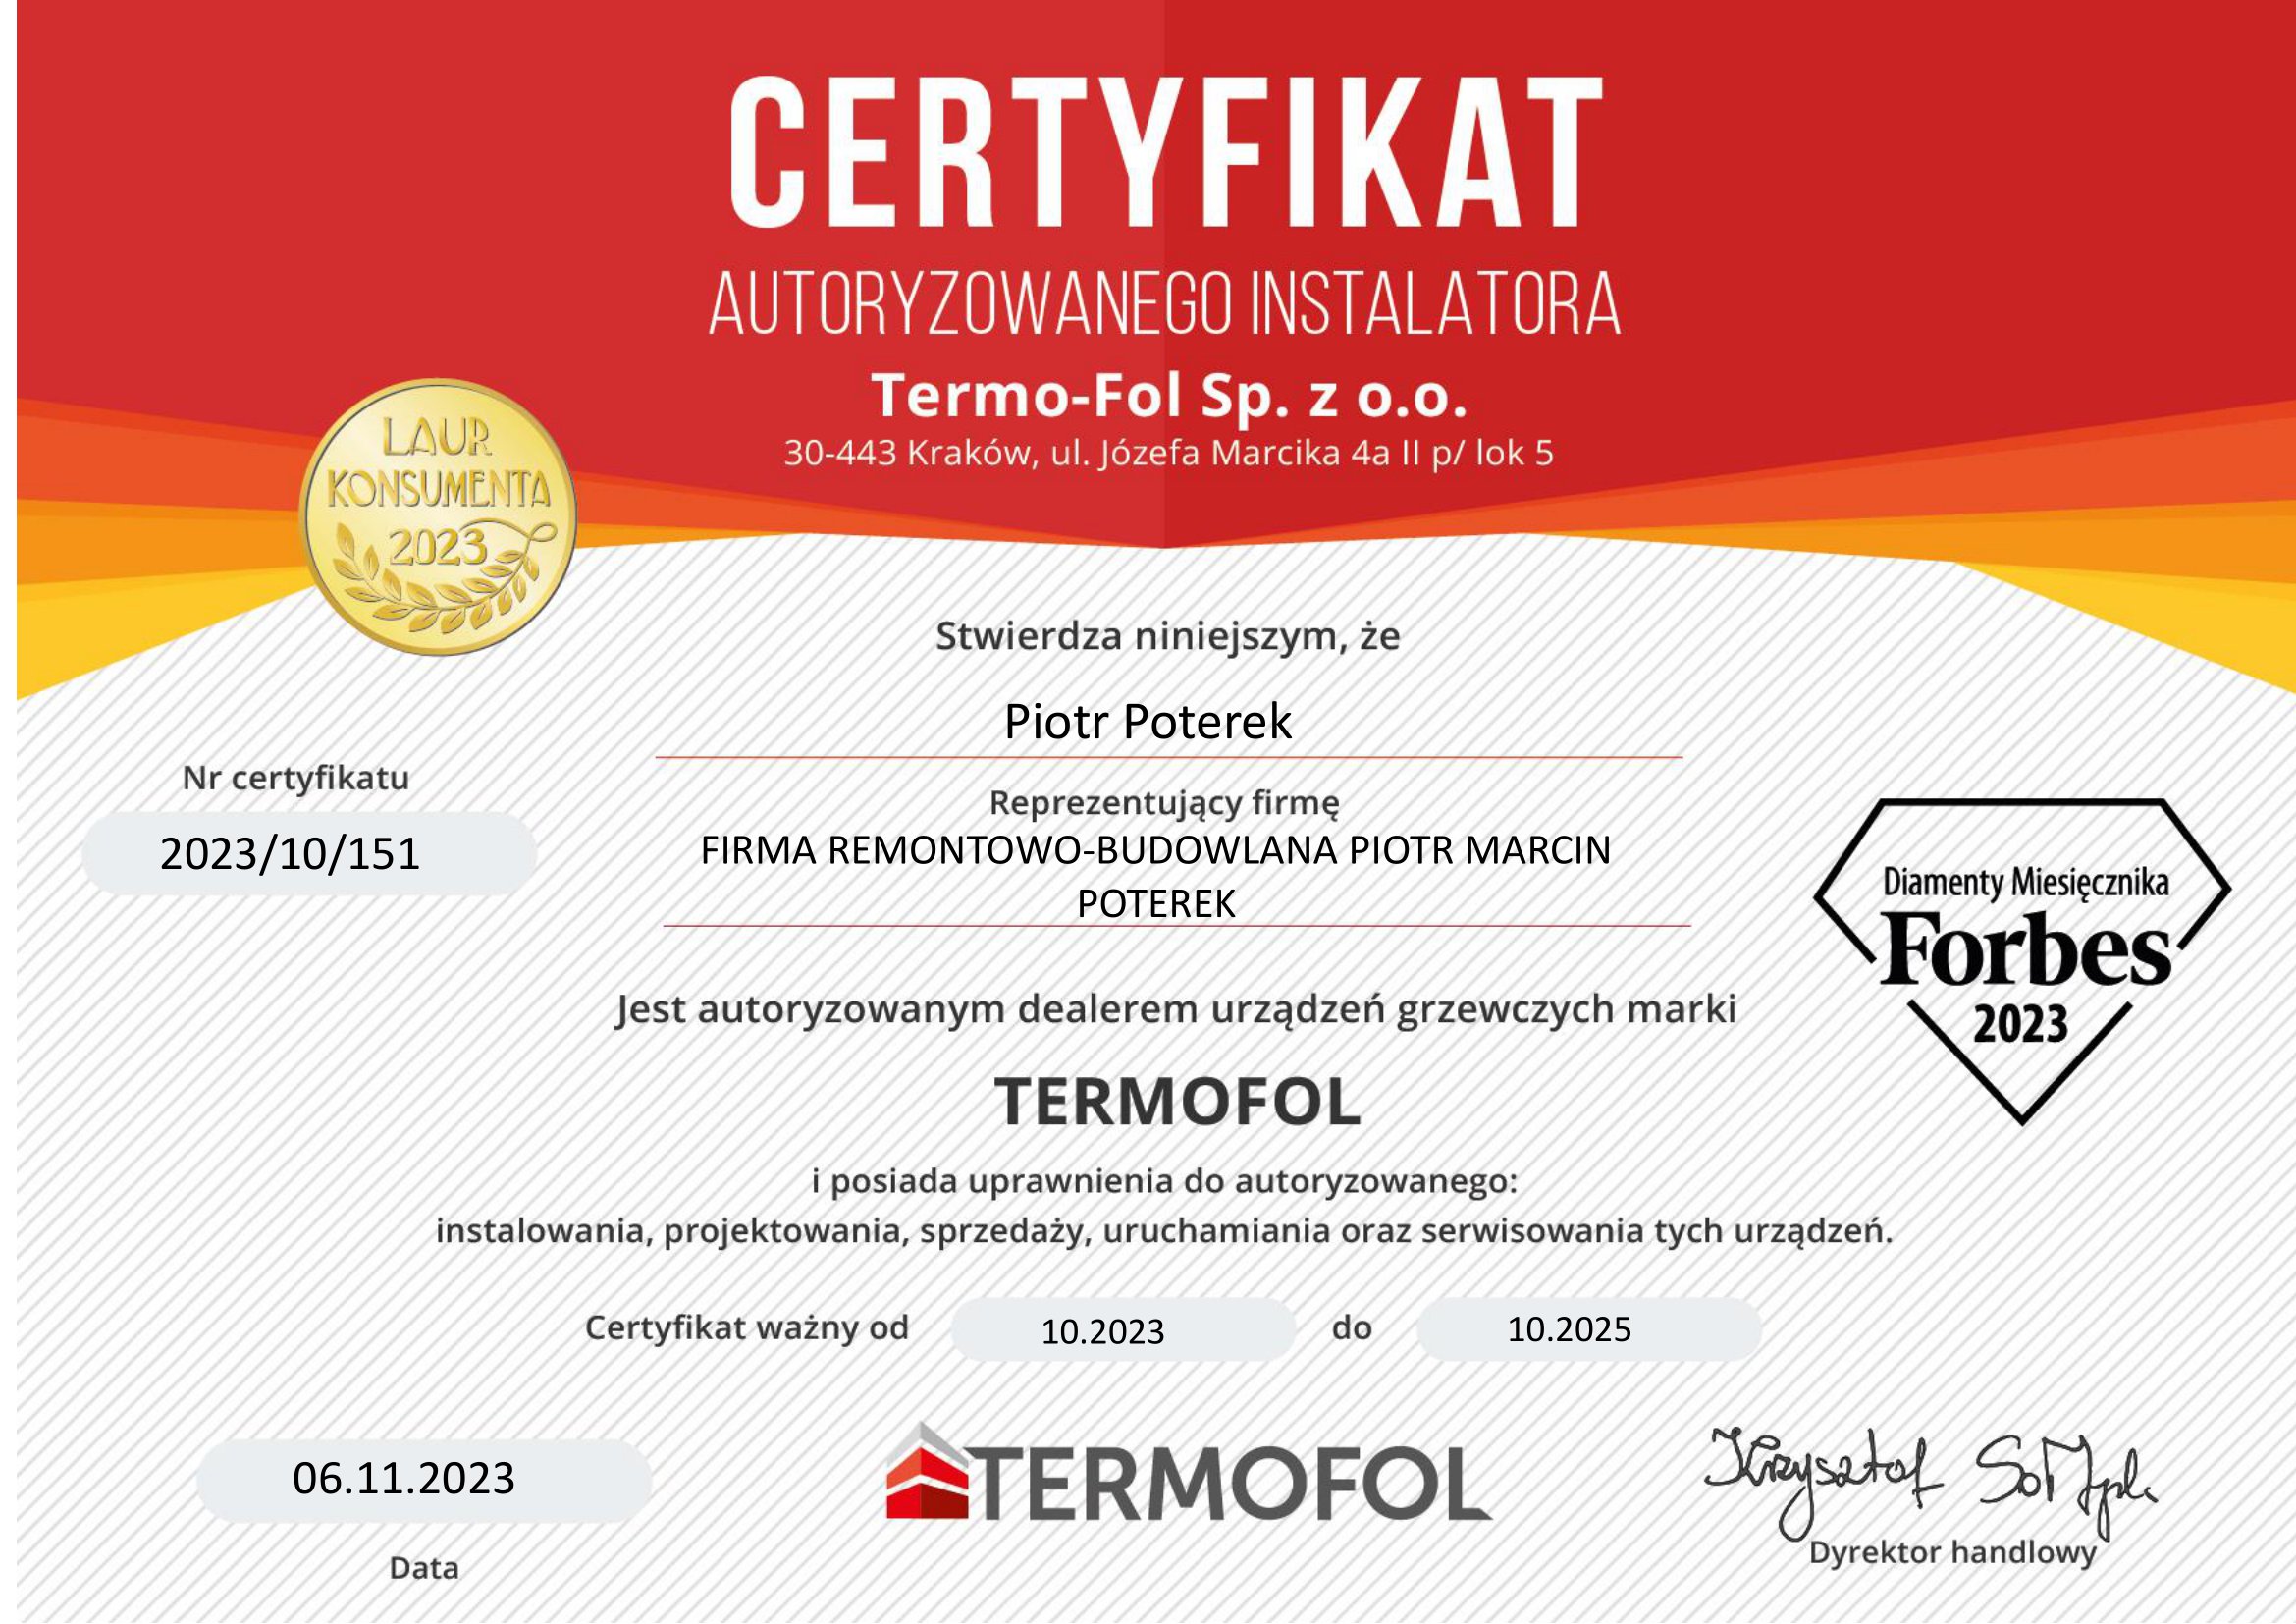 CERTYFIKAT
AUTORYZOWANEGO INSTALATORA
Termo-Fol Sp. z o.o.
30-443 Kraków, ul. Józefa Marcika 4a II p/ lok 5
LAUR
KONSUMENTA
2023
Stwierdza niniejszym, że
Piotr Poterek
Nr certyfikatu
2023/10/151
Reprezentujący firmę
FIRMA REMONTOWO-BUDOWLANA PIOTR MARCIN
POTEREK
Diamenty Miesięcznika
Forbes
2023
Jest autoryzowanym dealerem urządzeń grzewczych marki
TERMOFOL
i posiada uprawnienia do autoryzowanego:
instalowania, projektowania, sprzedaży, uruchamiania oraz serwisowania tych urządzeń.
Certyfikat ważny od 10.2023 do 10.2025
06.11.2023
Data
TERMOFOL
Krzysztof
Dyrektor handlowy